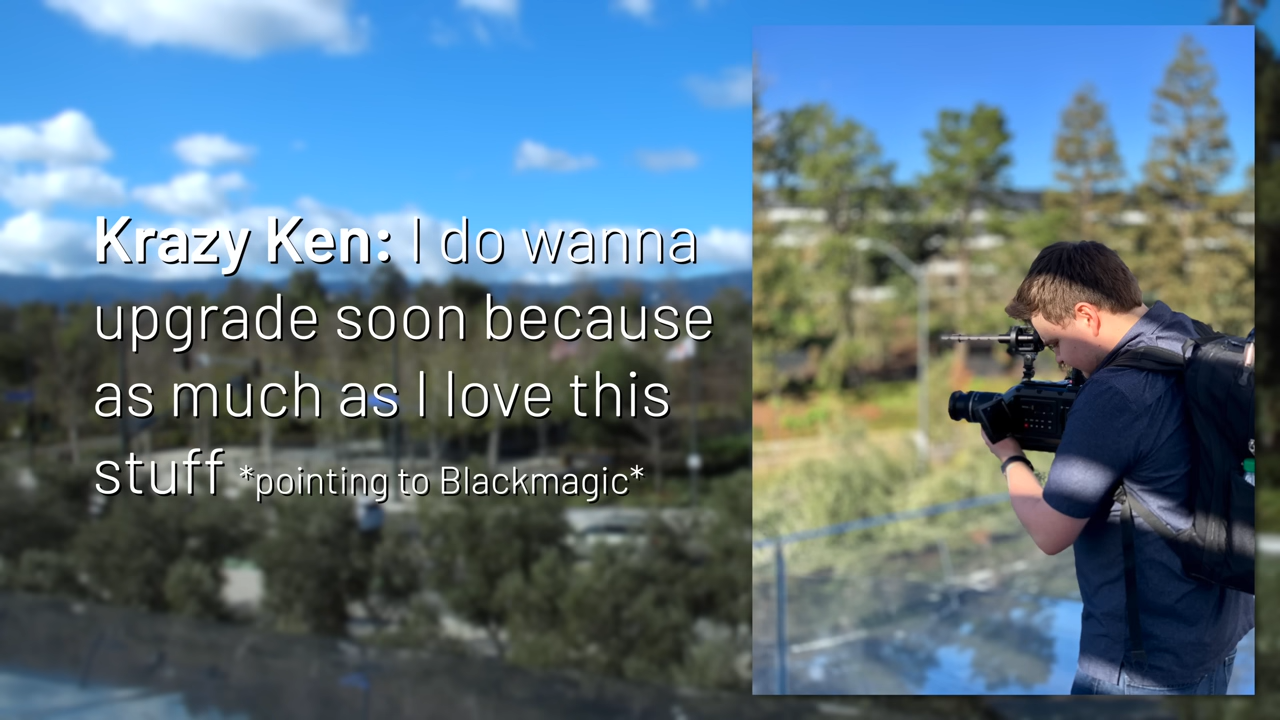 Krazy Ken: I do wanna
upgrade soon because
as much as I love this
stuff *pointing to Blackmagic*